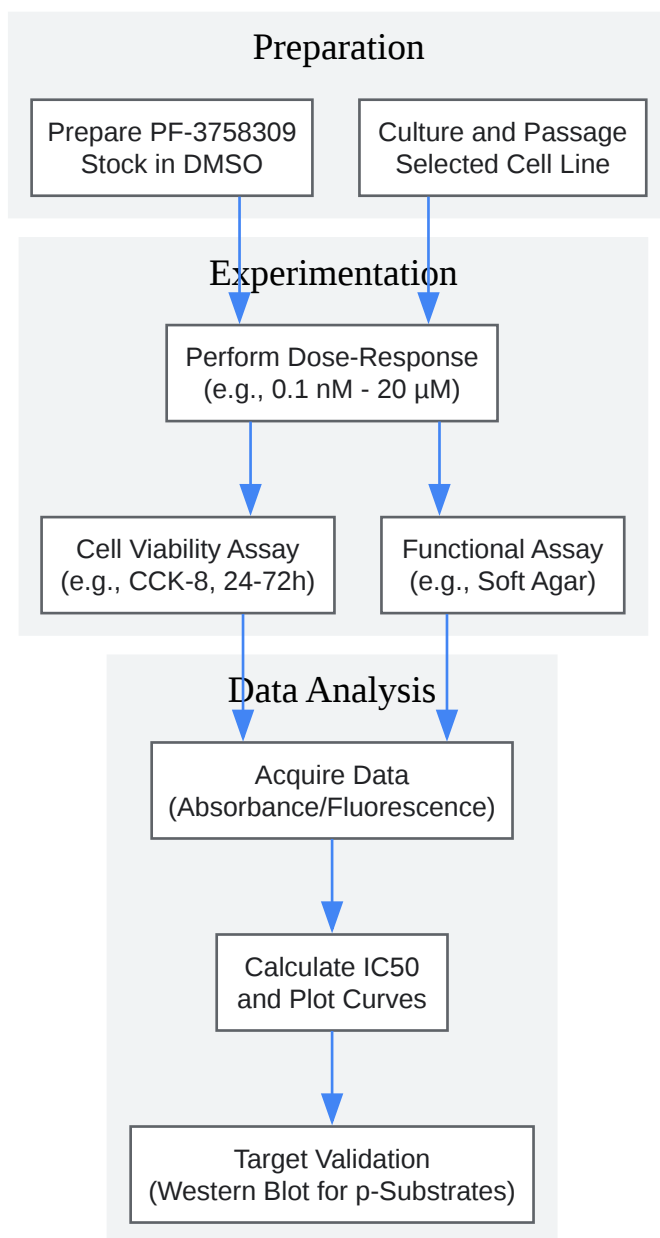 Preparation
Prepare PF-3758309
Stock in DMSO
Culture and Passage
Selected Cell Line
Experimentation
Perform Dose-Response
(e.g., 0.1 nM - 20 µM)
Cell Viability Assay
(e.g., CCK-8, 24-72h)
Functional Assay
(e.g., Soft Agar)
Data Analysis
Acquire Data
(Absorbance/Fluorescence)
Calculate IC50
and Plot Curves
Target Validation
(Western Blot for p-Substrates)